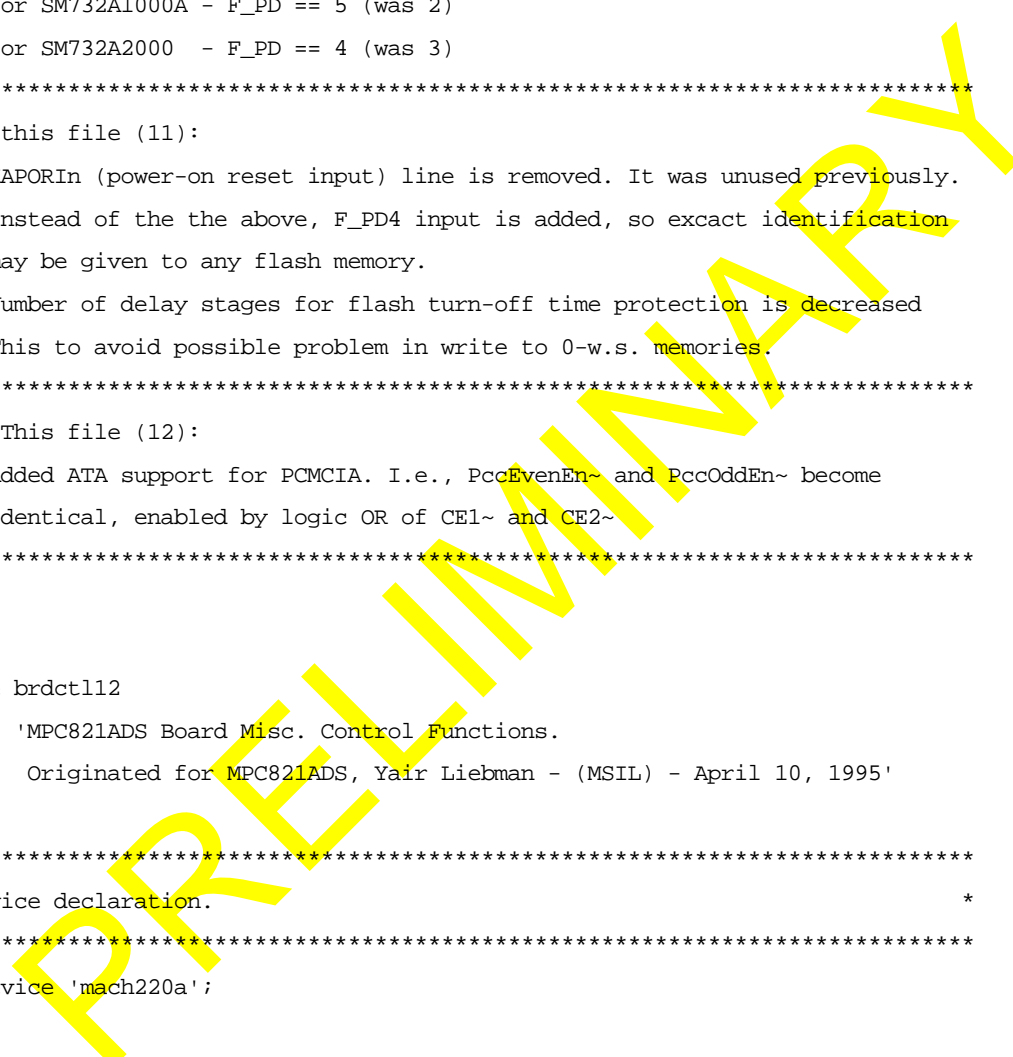 or SM732A1000A - F_PD == 5 (was 2)
or SM732A2000  - F_PD == 4 (was 3)
*************************************************************************
this file (11):
APORIn (power-on reset input) line is removed. It was unused previously.
nstead of the the above, F_PD4 input is added, so excact identification
ay be given to any flash memory.
umber of delay stages for flash turn-off time protection is decreased
his to avoid possible problem in write to 0-w.s. memories.
*************************************************************************
This file (12):
dded ATA support for PCMCIA. I.e., PccEvenEn~ and PccOddEn~ become
dentical, enabled by logic OR of CE1~ and CE2~
*************************************************************************
brdctl12
'MPC821ADS Board Misc. Control Functions.
Originated for MPC821ADS, Yair Liebman - (MSIL) - April 10, 1995'
*************************************************************************
ice declaration. *
*************************************************************************
vice 'mach220a';
PRELIMINARY